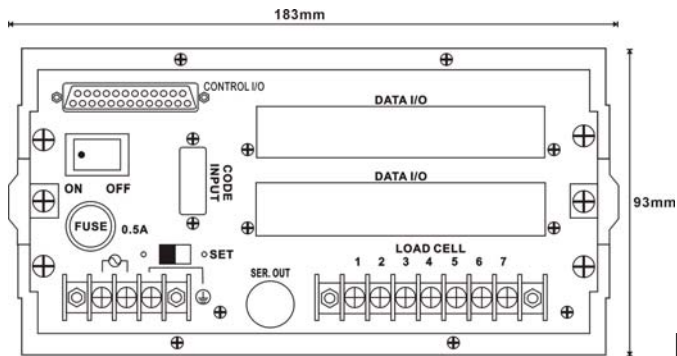 183mm
CONTROL I/O
DATA I/O
ON OFF
CODE INPUT
DATA I/O
93mm
FUSE 0.5A
SET
LOAD CELL
SER. OUT
1 2 3 4 5 6 7